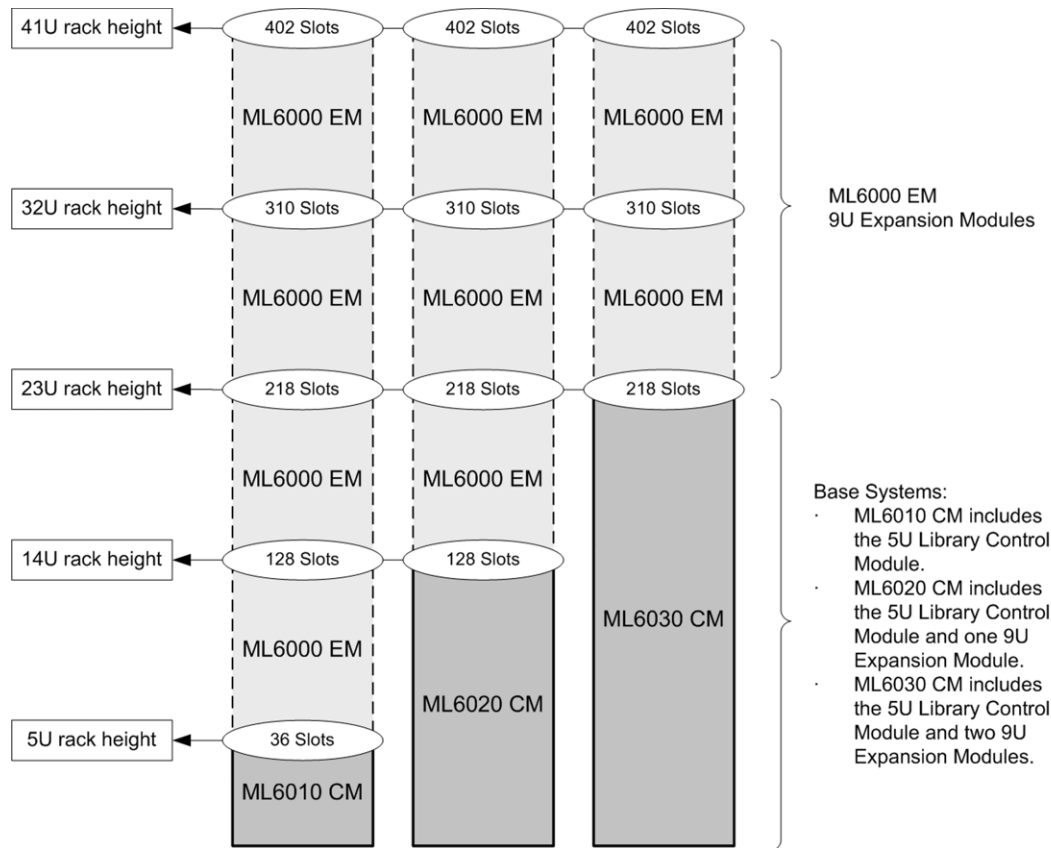 41U rack height
402 Slots
402 Slots
402 Slots
ML6000 EM
ML6000 EM
ML6000 EM
32U rack height
310 Slots
310 Slots
310 Slots
ML6000 EM
9U Expansion Modules
ML6000 EM
ML6000 EM
ML6000 EM
23U rack height
218 Slots
218 Slots
218 Slots
ML6000 EM
ML6000 EM
14U rack height
128 Slots
128 Slots
ML6000 EM
ML6020 CM
ML6030 CM
5U rack height
36 Slots
ML6010 CM
Base Systems:
· ML6010 CM includes
the 5U Library Control
Module.
· ML6020 CM includes
the 5U Library Control
Module and one 9U
Expansion Module.
· ML6030 CM includes
the 5U Library Control
Module and two 9U
Expansion Modules.